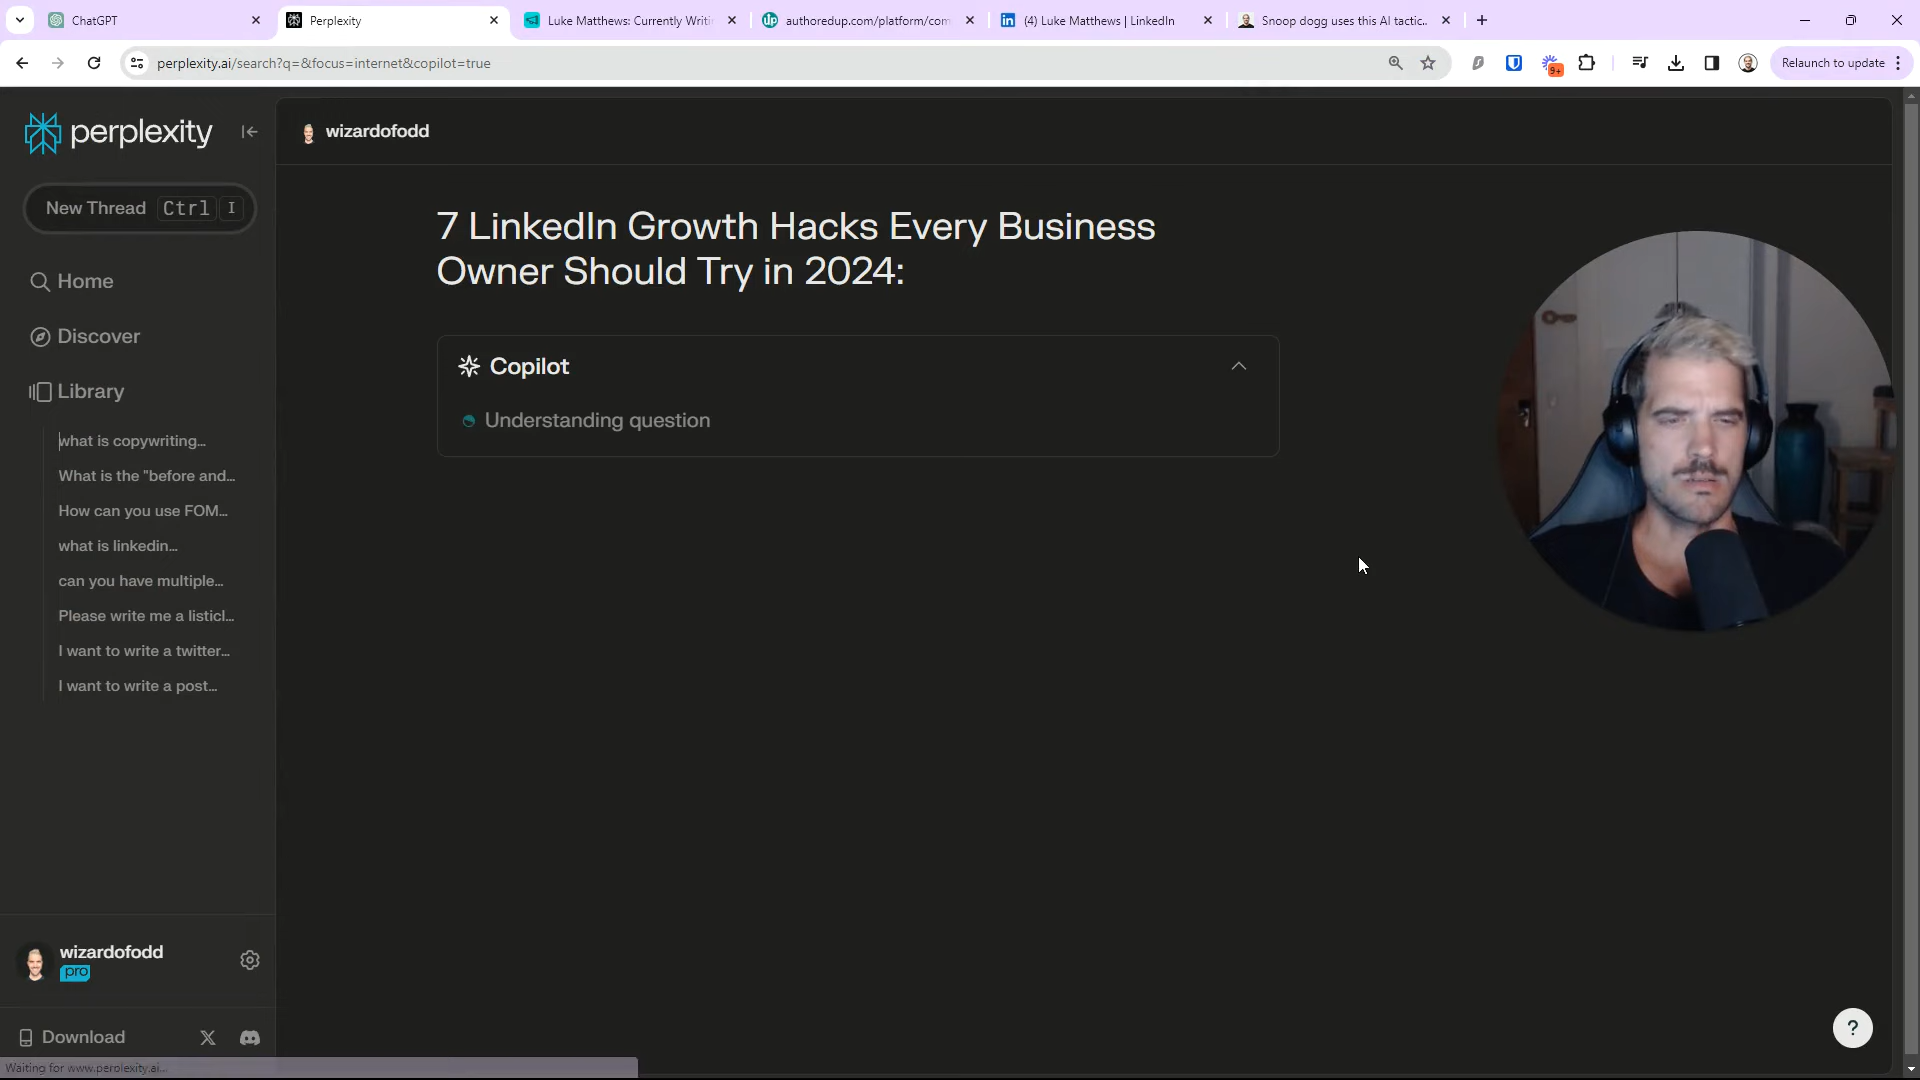 ChatGPT
Perplexity
Luke Matthews: Currently Writi
authoredup.com/platform/com
(4) Luke Matthews | LinkedIn
Snoop dogg uses this AI tactic..
perplexity.ai/search?q=&focus=internet&copilot=true
9+
Relaunch to update
perplexity
wizardofodd
New Thread Ctrl I
7 LinkedIn Growth Hacks Every Business
Owner Should Try in 2024:
Home
Discover
Library
Copilot
Understanding question
what is copywriting...
What is the "before and...
How can you use FOM...
what is linkedin...
can you have multiple...
Please write me a listicl...
I want to write a twitter...
I want to write a post...
wizardofodd
pro
Download
?
Waiting for www.perplexity.ai...